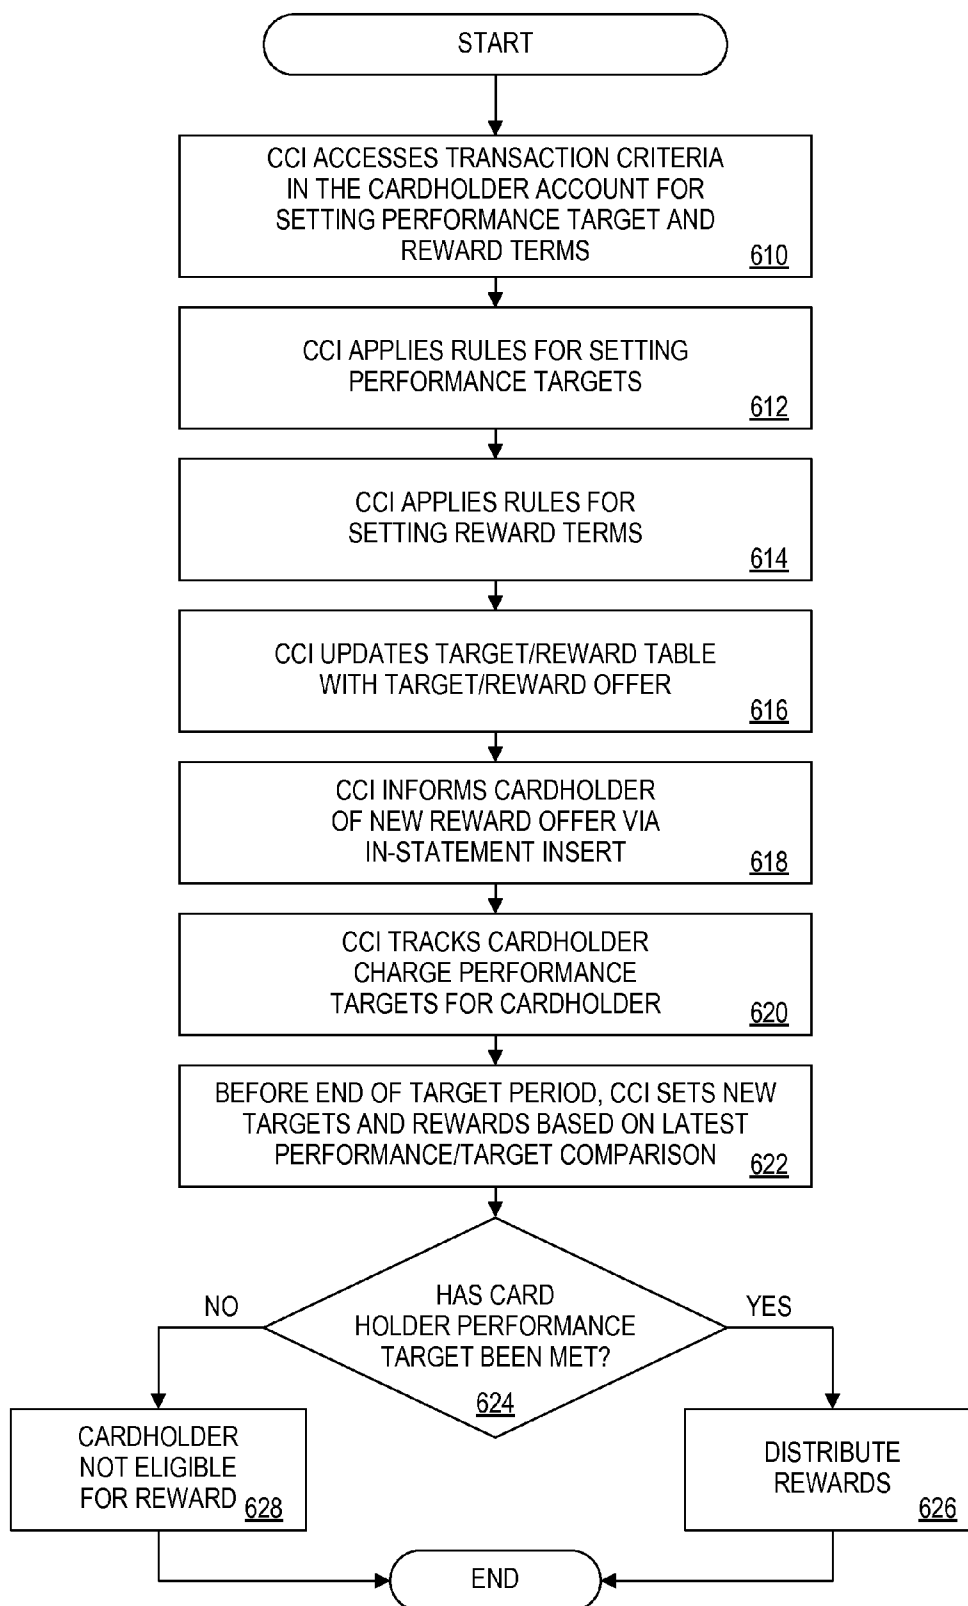 START
CCI ACCESSES TRANSACTION CRITERIA
IN THE CARDHOLDER ACCOUNT FOR
SETTING PERFORMANCE TARGET AND
REWARD TERMS
610
CCI APPLIES RULES FOR SETTING
PERFORMANCE TARGETS
612
CCI APPLIES RULES FOR
SETTING REWARD TERMS
614
CCI UPDATES TARGET/REWARD TABLE
WITH TARGET/REWARD OFFER
616
CCI INFORMS CARDHOLDER
OF NEW REWARD OFFER VIA
IN-STATEMENT INSERT
618
CCI TRACKS CARDHOLDER
CHARGE PERFORMANCE
TARGETS FOR CARDHOLDER
620
BEFORE END OF TARGET PERIOD, CCI SETS NEW
TARGETS AND REWARDS BASED ON LATEST
PERFORMANCE/TARGET COMPARISON
622
HAS CARD
HOLDER PERFORMANCE
TARGET BEEN MET?
624
NO
YES
CARDHOLDER
NOT ELIGIBLE
FOR REWARD
628
DISTRIBUTE
REWARDS
626
END